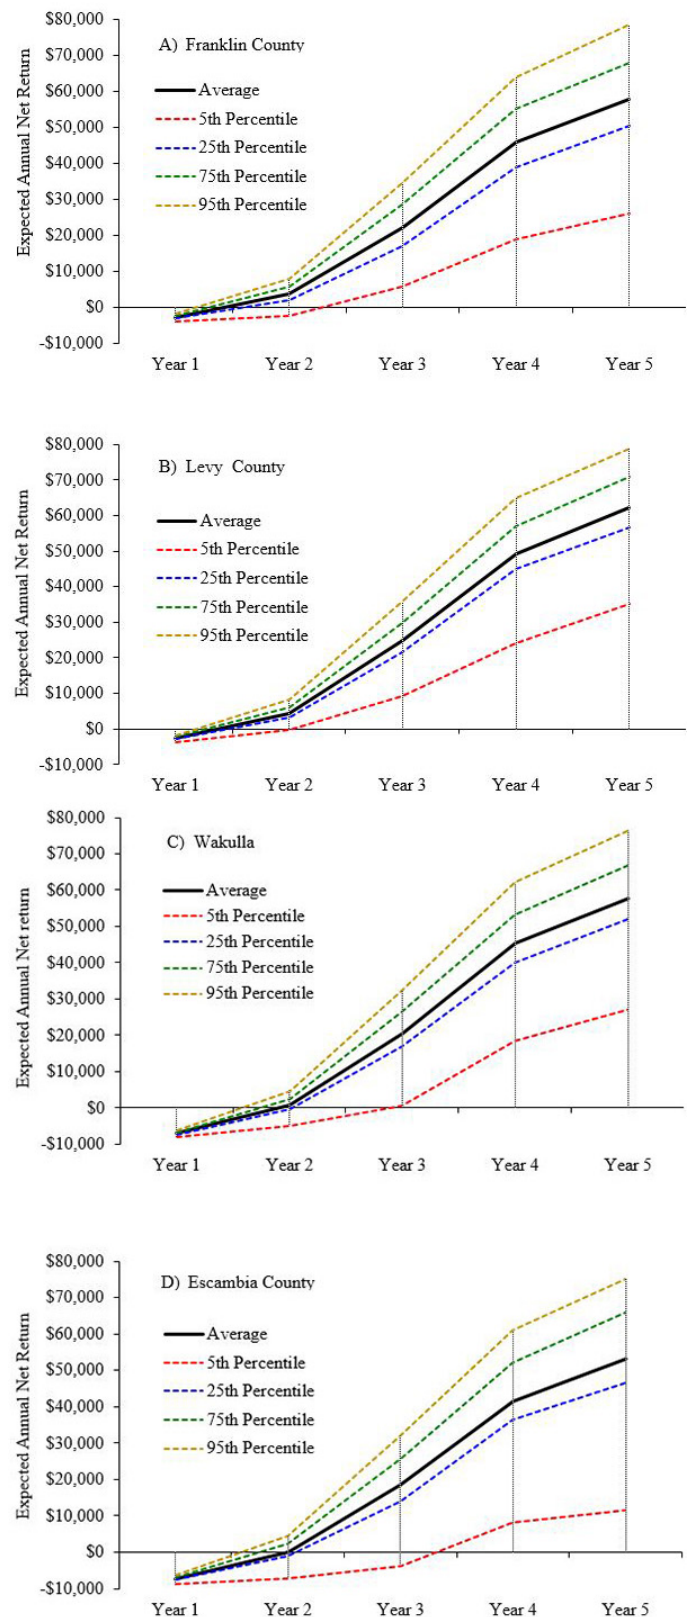 $80,000
A) Franklin County
$70,000
Average
$60,000
5th Percentile
$50,000
25th Percentile
$40,000
75th Percentile
$30,000
95th Percentile
$20,000
$10,000
$0
-$10,000
Expected Annual Net Return
Year 1 Year 2 Year 3 Year 4 Year 5
$80,000
B) Levy County
$70,000
Average
$60,000
5th Percentile
$50,000
25th Percentile
$40,000
75th Percentile
$30,000
95th Percentile
$20,000
$10,000
$0
-$10,000
Expected Annual Net Return
Year 1 Year 2 Year 3 Year 4 Year 5
$80,000
C) Wakulla
$70,000
Average
$60,000
5th Percentile
$50,000
25th Percentile
$40,000
75th Percentile
$30,000
95th Percentile
$20,000
$10,000
$0
-$10,000
Expected Annual Net return
Year 1 Year 2 Year 3 Year 4 Year 5
$80,000
D) Escambia County
$70,000
Average
$60,000
5th Percentile
$50,000
25th Percentile
$40,000
75th Percentile
$30,000
95th Percentile
$20,000
$10,000
$0
-$10,000
Expected Annual Net Return
Year 1 Year 2 Year 3 Year 4 Year 5